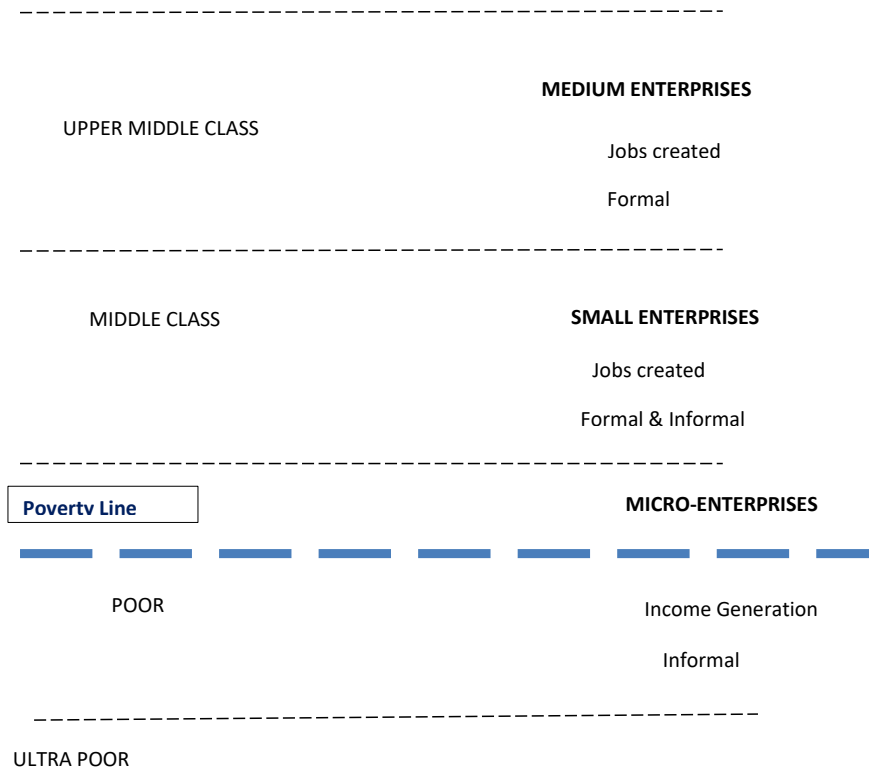 MEDIUM ENTERPRISES
UPPER MIDDLE CLASS
Jobs created
Formal
MIDDLE CLASS
SMALL ENTERPRISES
Jobs created
Formal & Informal
Poverty Line
MICRO-ENTERPRISES
POOR
Income Generation
Informal
ULTRA POOR